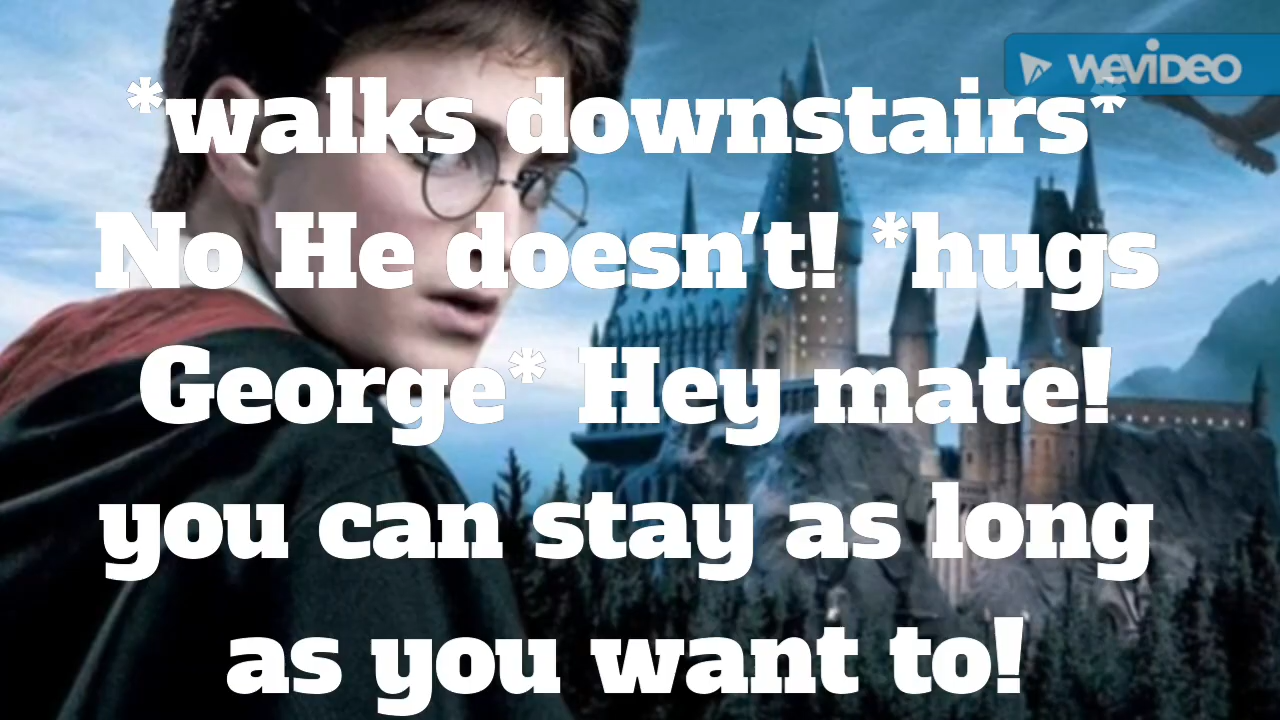 WEVIDEO
*walks downstairs*
No He doesn't! *hugs
George* Hey mate!
you can stay as long
as you want to!